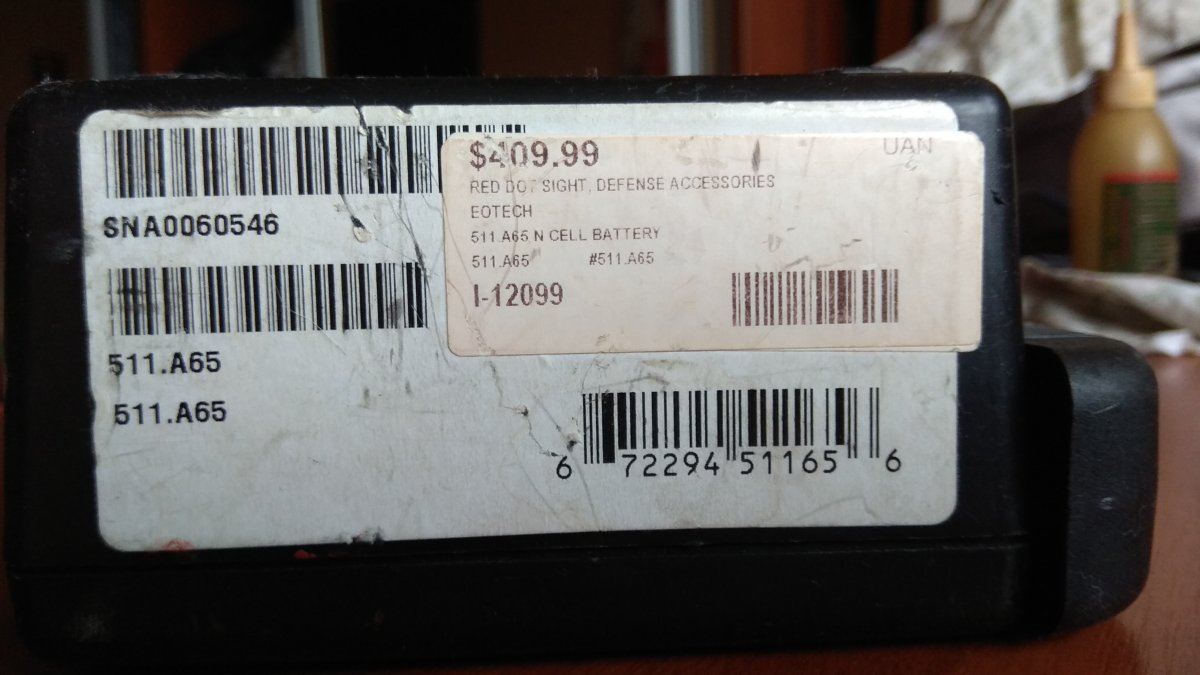 SNA0060546
511.A65
511.A65
$409.99
UAN
RED DOT SIGHT, DEFENSE ACCESSORIES
EOTECH
511.A65 N CELL BATTERY
511.A65 #511.A65
I-12099
6 72294 51165 6